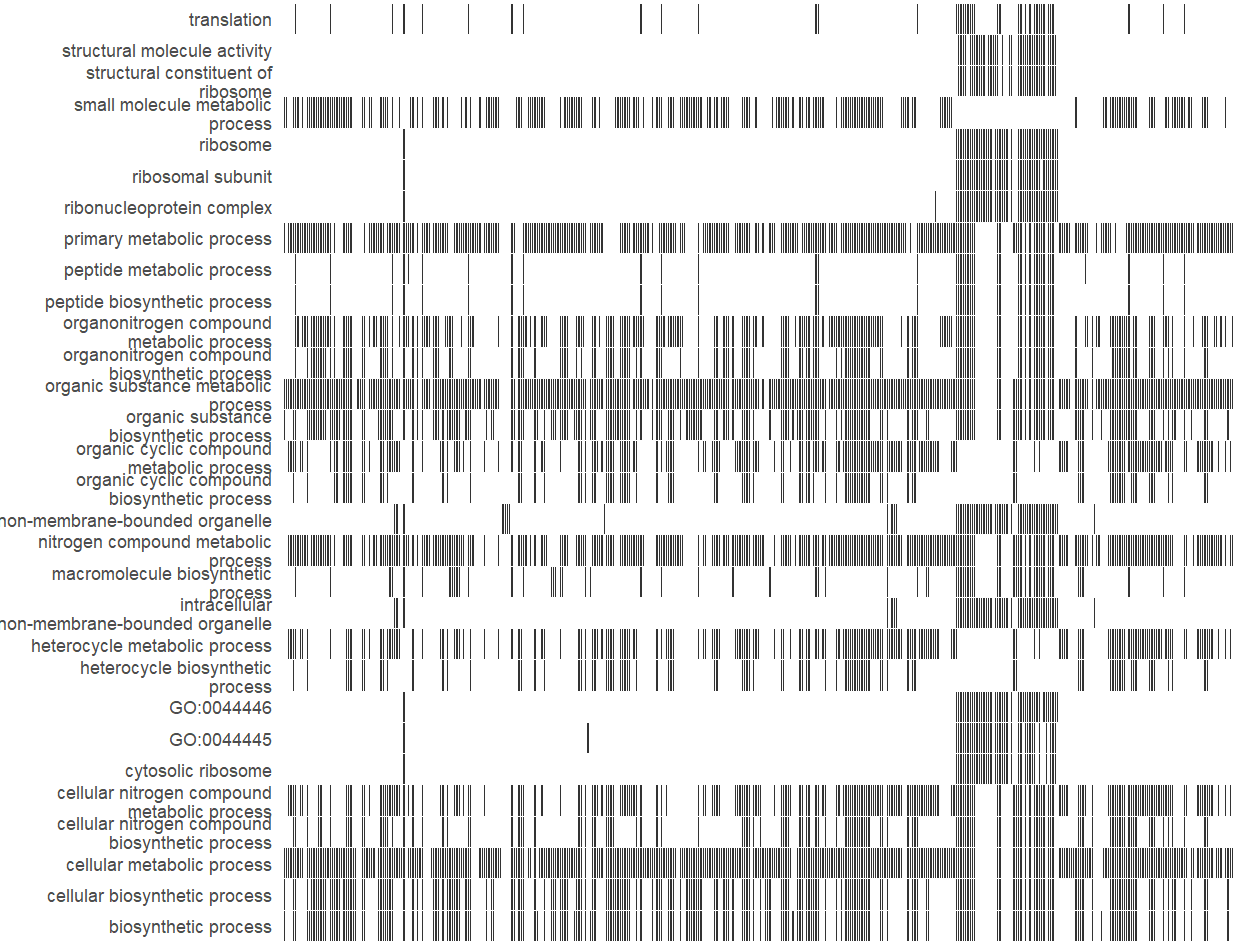 translation
structural molecule activity
structural constituent of
ribosome
small molecule metabolic
process
ribosome
ribosomal subunit
ribonucleoprotein complex
primary metabolic process
peptide metabolic process
peptide biosynthetic process
organonitrogen compound
metabolic process
organonitrogen compound
biosynthetic process
organic substance metabolic
process
organic substance
biosynthetic process
organic cyclic compound
metabolic process
organic cyclic compound
biosynthetic process
non-membrane-bounded organelle
nitrogen compound metabolic
process
macromolecule biosynthetic
process
intracellular
non-membrane-bounded organelle
heterocycle metabolic process
heterocycle biosynthetic
process
GO:0044446
GO:0044445
cytosolic ribosome
cellular nitrogen compound
metabolic process
cellular nitrogen compound
biosynthetic process
cellular metabolic process
cellular biosynthetic process
biosynthetic process